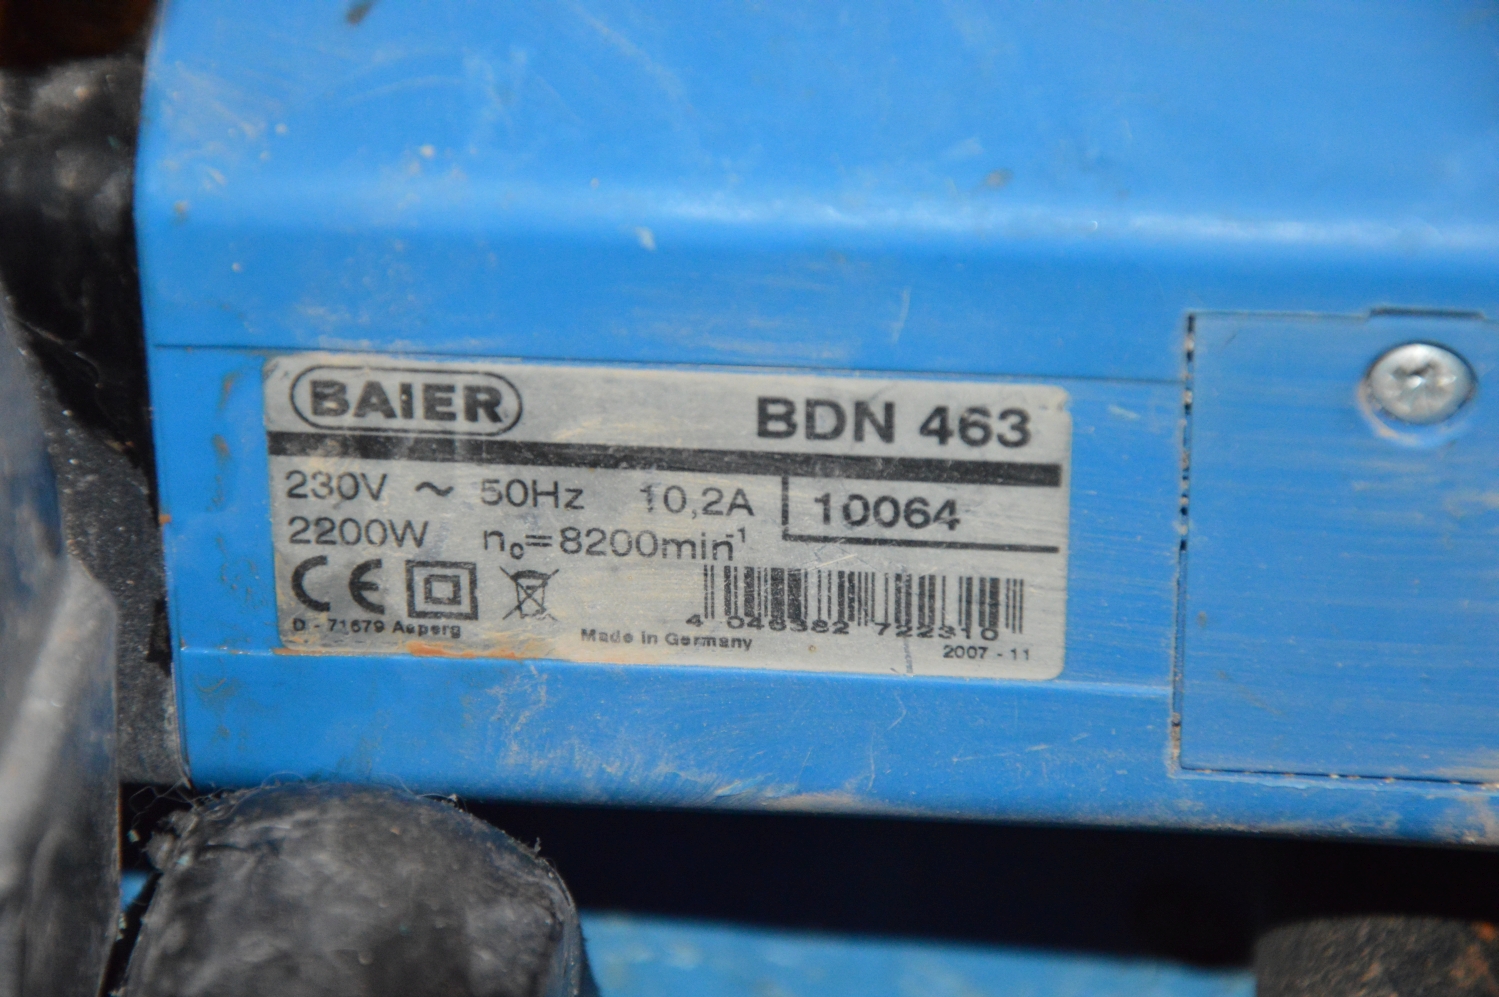 BAIER BDN 463
230V ~ 50Hz 10,2A 10064
2200W n₀=8200min⁻¹
CE
4 046382 722310
D - 71679 Asperg Made in Germany 2007 - 11